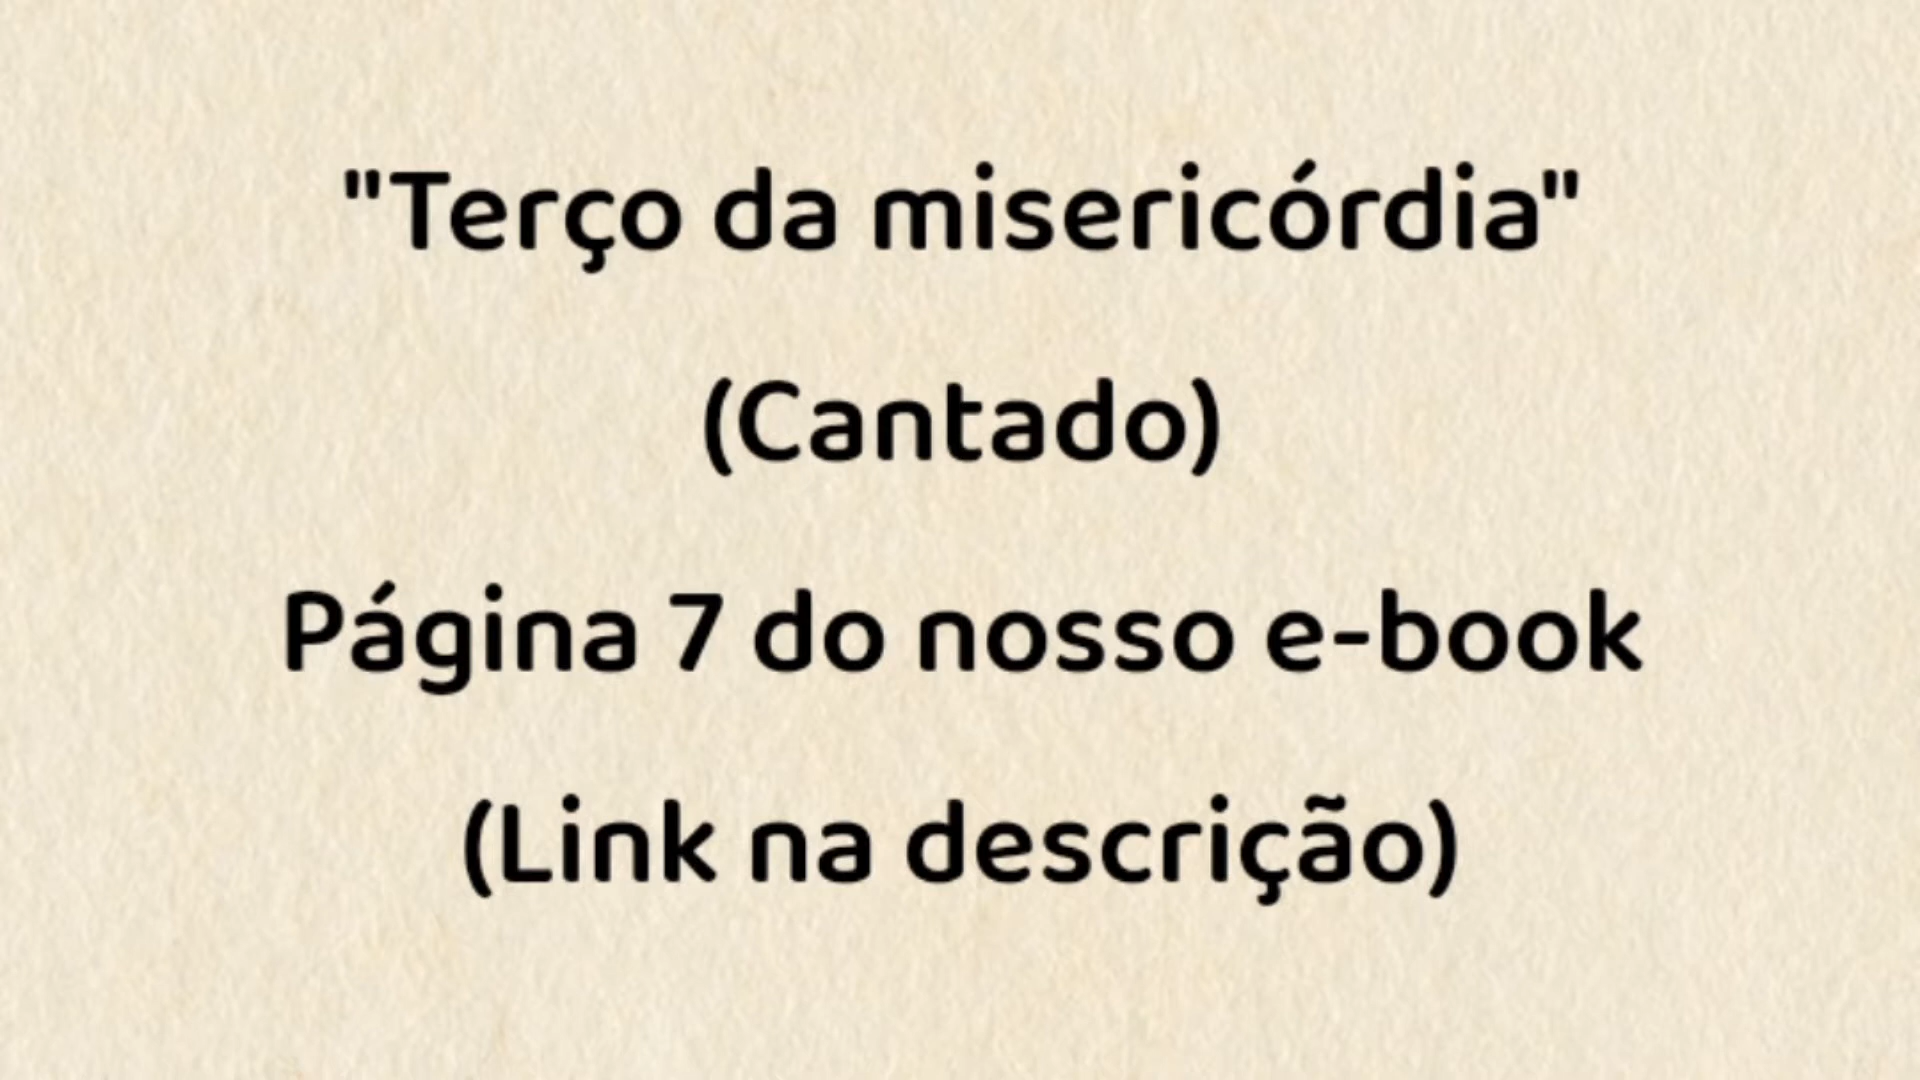 "Terço da misericórdia"
(Cantado)
Página 7 do nosso e-book
(Link na descrição)